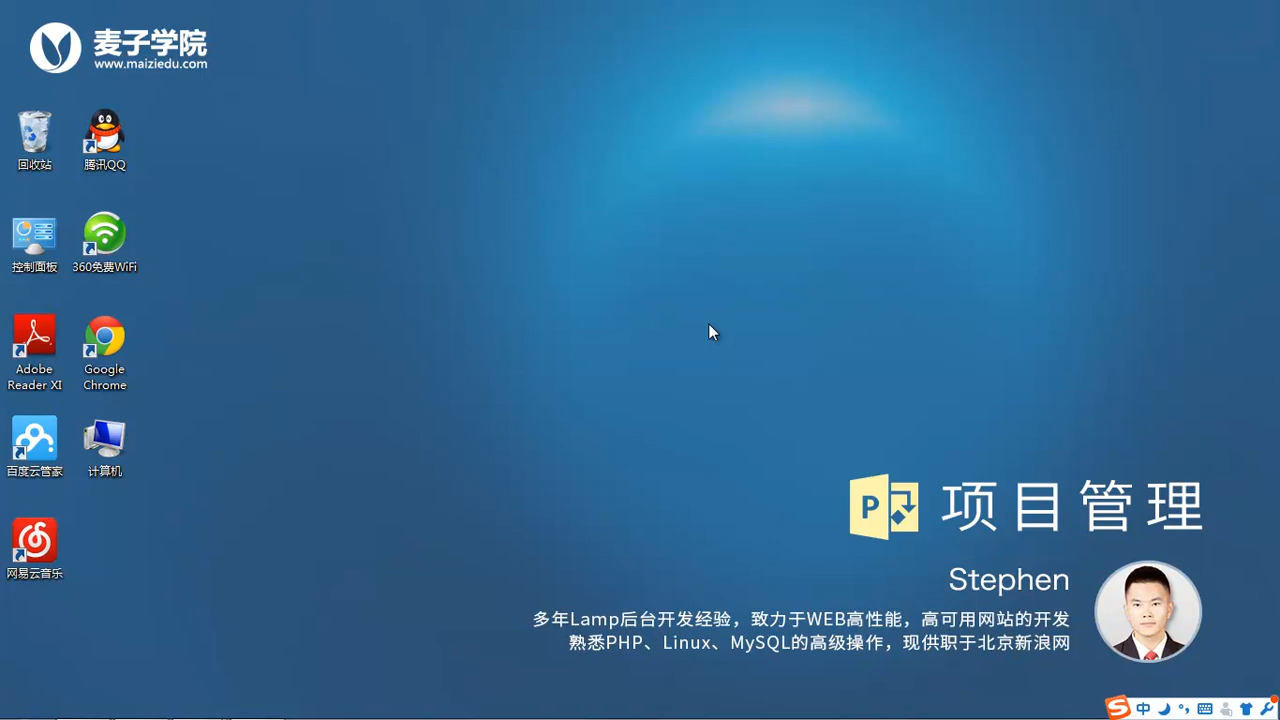 麦子学院
www.maiziedu.com
回收站
腾讯QQ
控制面板
360免费WiFi
Adobe
Reader XI
Google
Chrome
百度云管家
计算机
网易云音乐
P
项目管理
Stephen
多年Lamp后台开发经验，致力于WEB高性能，高可用网站的开发
熟悉PHP、Linux、MySQL的高级操作，现供职于北京新浪网
S 中